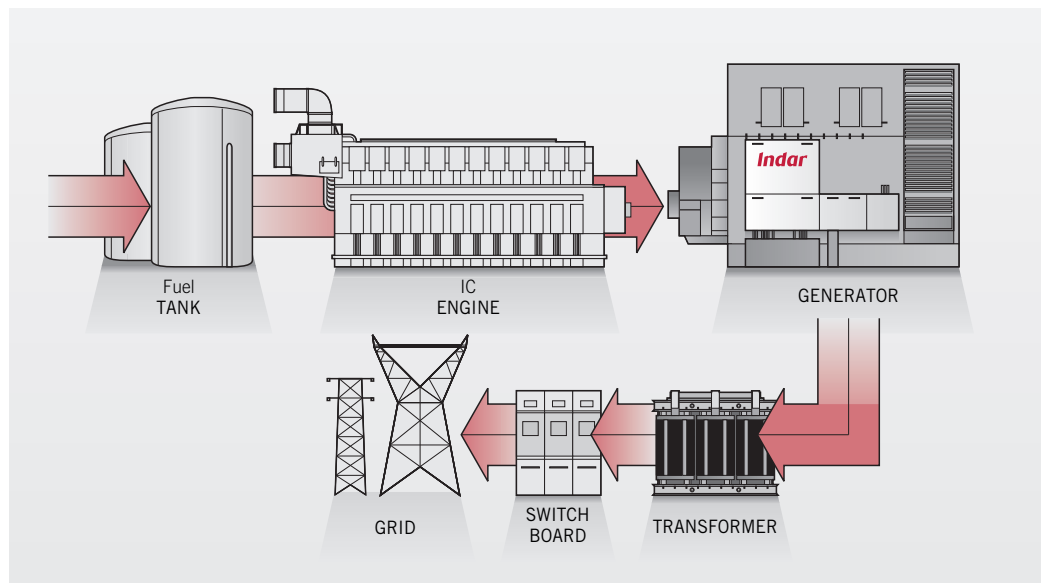 Indar
Fuel
TANK
IC
ENGINE
GENERATOR
GRID
SWITCH
BOARD
TRANSFORMER